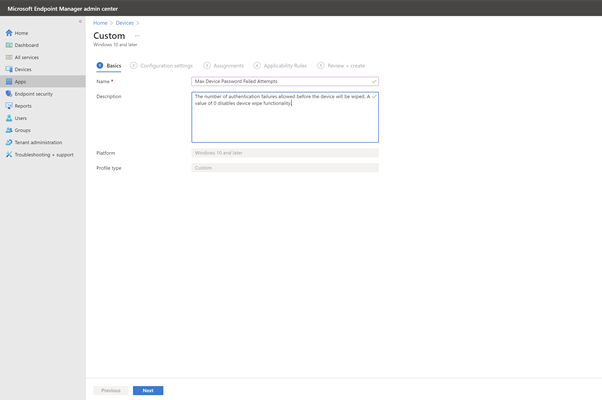 Microsoft Endpoint Manager admin center
«
Home > Devices >
Home
Dashboard
All services
Devices
Apps
Endpoint security
Reports
Users
Groups
Tenant administration
Troubleshooting + support
Custom ...
Windows 10 and later
1 Basics 2 Configuration settings 3 Assignments 4 Applicability Rules 5 Review + create
Name *
Max Device Password Failed Attempts
Description
The number of authentication failures allowed before the device will be wiped. A
value of 0 disables device wipe functionality.
Platform
Windows 10 and later
Profile type
Custom
Previous
Next